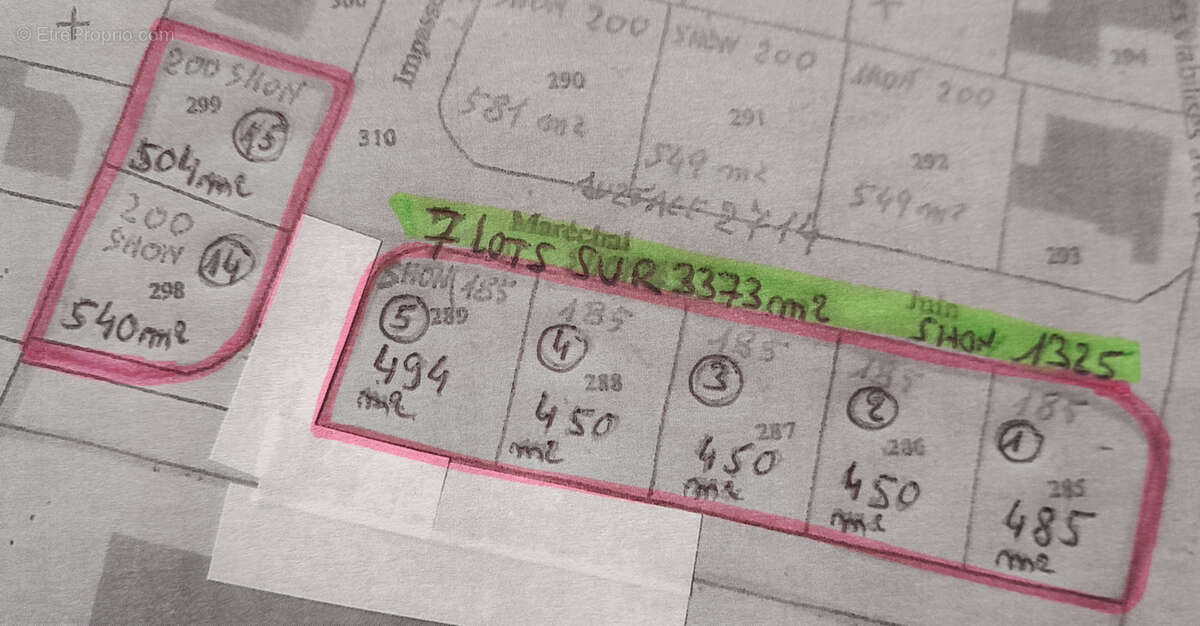 © EtreProprio.com
200 SHON
299
15
504 m2
200
SHON
14
298
540 m2
Impasse
310
200
290
581 m2
SHON 200
291
549 m2
SHON 200
292
549 m2
294
293
Maréchal
Juin
7 LOTS SUR 3373 m2
SHON 1325
SHON 185
5
289
494
m2
185
4
288
450
m2
185
3
287
450
m2
185
2
286
450
m2
185
1
285
485
m2